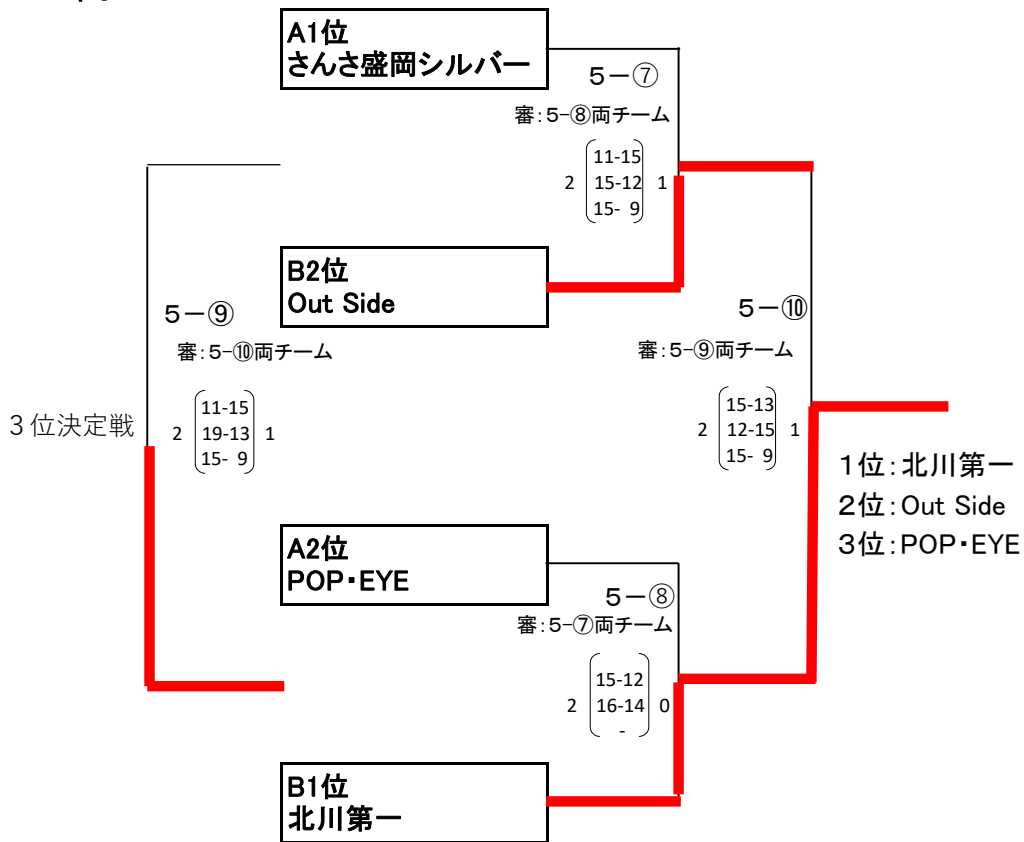 A1位
さんさ盛岡シルバー
5－⑦
審：5-⑧両チーム
11-15
2 15-12 1
15- 9
B2位
Out Side
5－⑨
審：5-⑩両チーム
11-15
2 19-13 1
15- 9
3位決定戦
5－⑩
審：5-⑨両チーム
15-13
2 12-15 1
15- 9
1位：北川第一
2位：Out Side
3位：POP・EYE
A2位
POP・EYE
5－⑧
審：5-⑦両チーム
15-12
2 16-14 0
-
B1位
北川第一